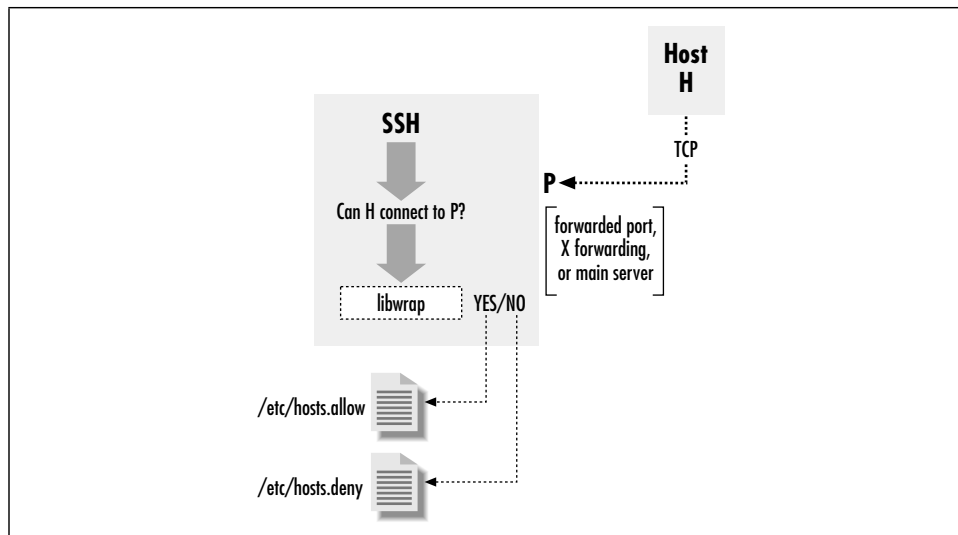 Host
H
SSH
TCP
P
Can H connect to P?
forwarded port,
X forwarding,
or main server
libwrap
YES/NO
/etc/hosts.allow
/etc/hosts.deny